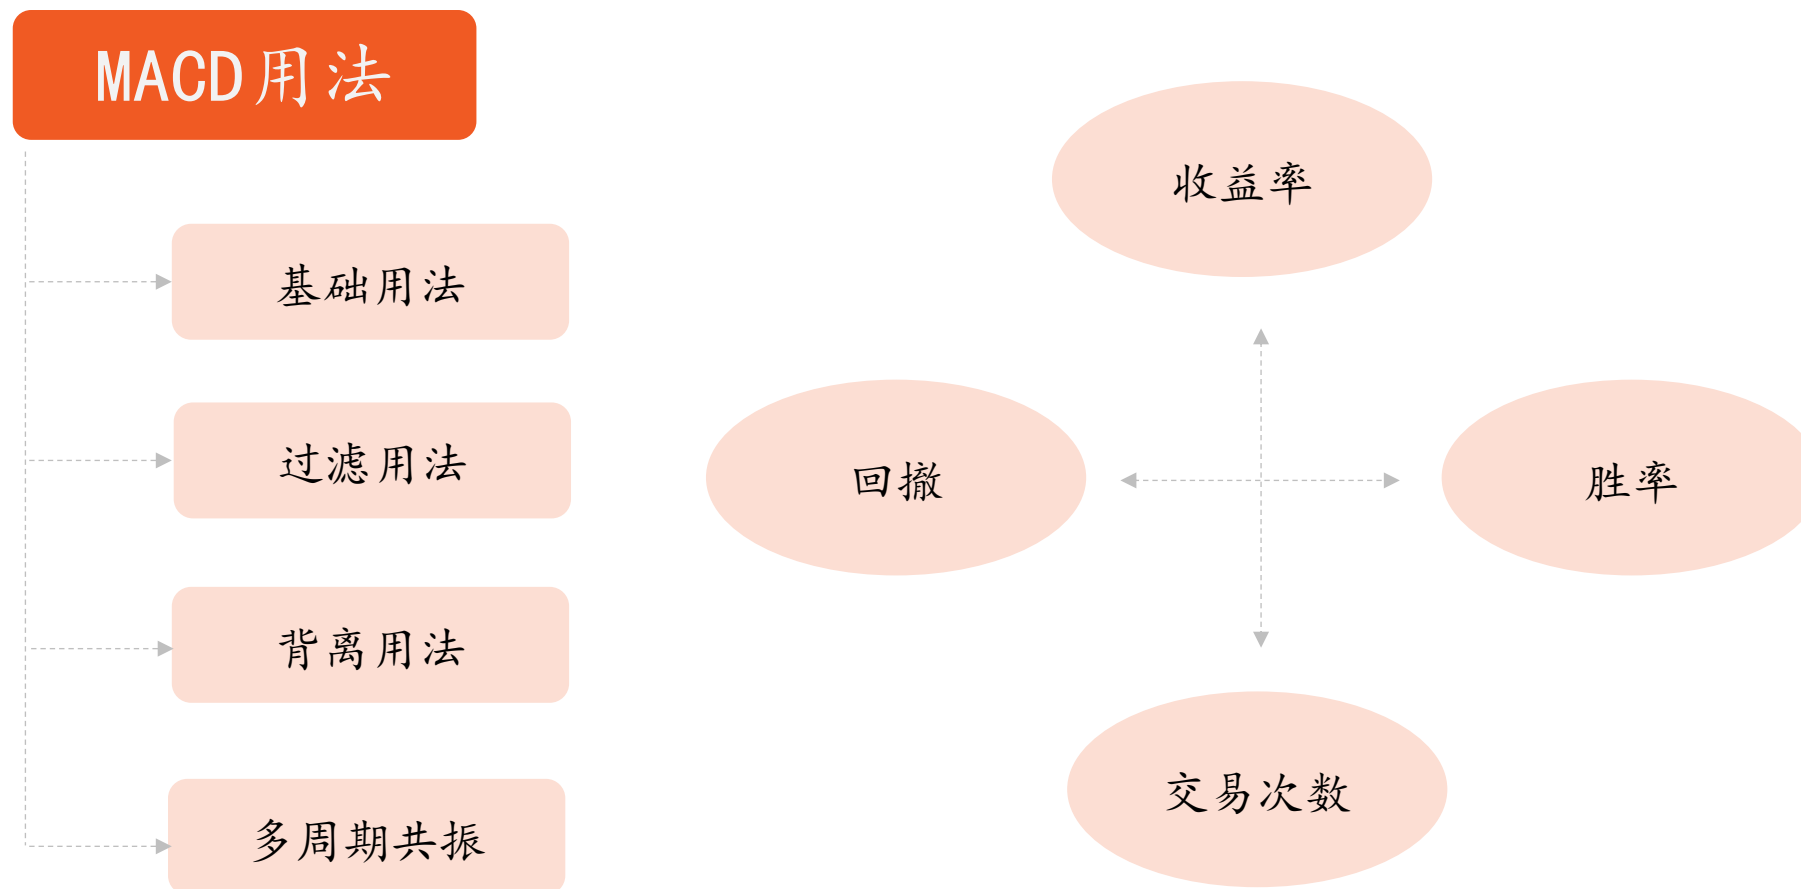 MACD用法
基础用法
过滤用法
背离用法
多周期共振
收益率
回撤
胜率
交易次数